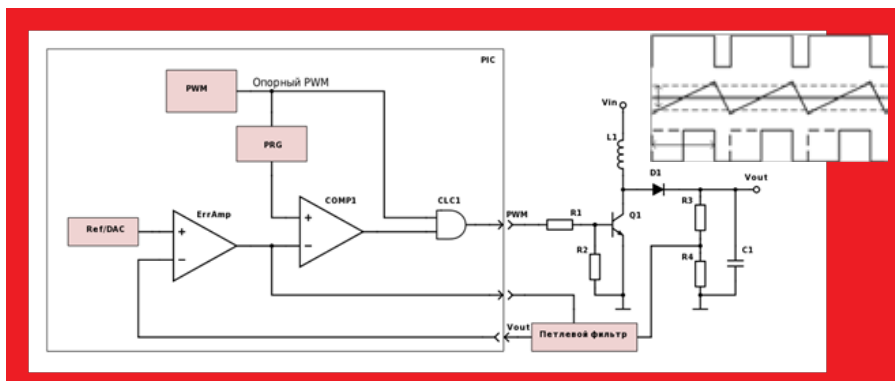 PIC
PWM
Опорный PWM
PRG
Vin
L1
D1
Vout
ErrAmp
COMP1
CLC1
PWM
R1
Q1
R3
Ref/DAC
+
−
+
−
R2
R4
C1
Vout
Петлевой фильтр